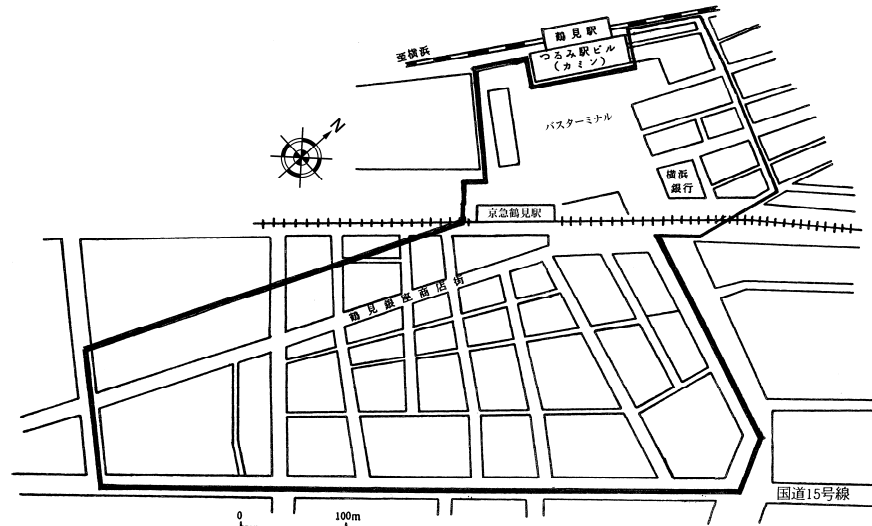 鶴見駅
至横浜
つるみ駅ビル
(カミン)
N
バスターミナル
横浜
銀行
京急鶴見駅
鶴見銀座商店街
国道15号線
0
100m